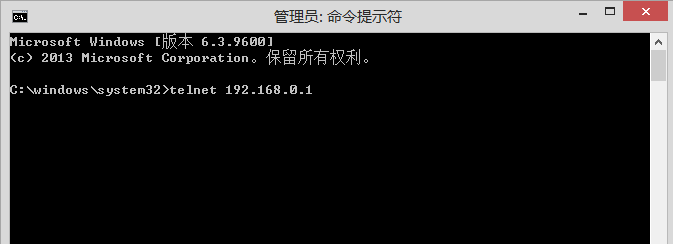 管理员: 命令提示符
Microsoft Windows [版本 6.3.9600]
(c) 2013 Microsoft Corporation。保留所有权利。
C:\windows\system32>telnet 192.168.0.1